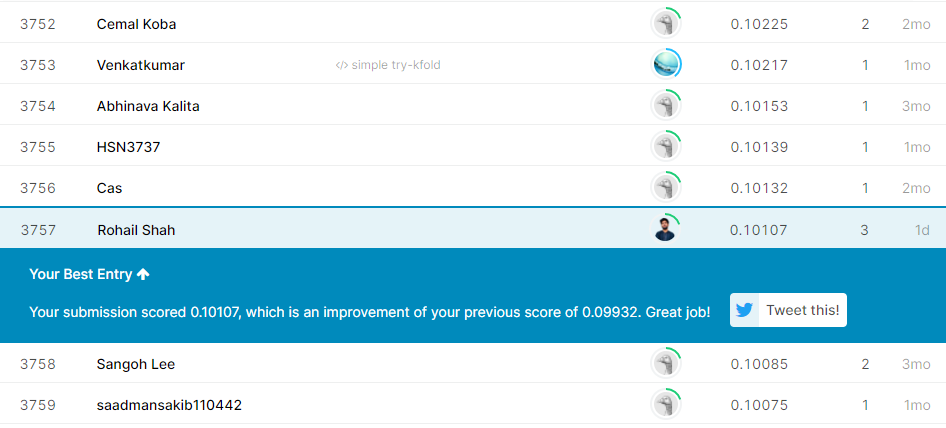 3752 Cemal Koba 0.10225 2 2mo
3753 Venkatkumar </> simple try-kfold 0.10217 1 1mo
3754 Abhinava Kalita 0.10153 1 3mo
3755 HSN3737 0.10139 1 1mo
3756 Cas 0.10132 1 2mo
3757 Rohail Shah 0.10107 3 1d
Your Best Entry ↑
Your submission scored 0.10107, which is an improvement of your previous score of 0.09932. Great job! Tweet this!
3758 Sangoh Lee 0.10085 2 3mo
3759 saadmansakib110442 0.10075 1 1mo